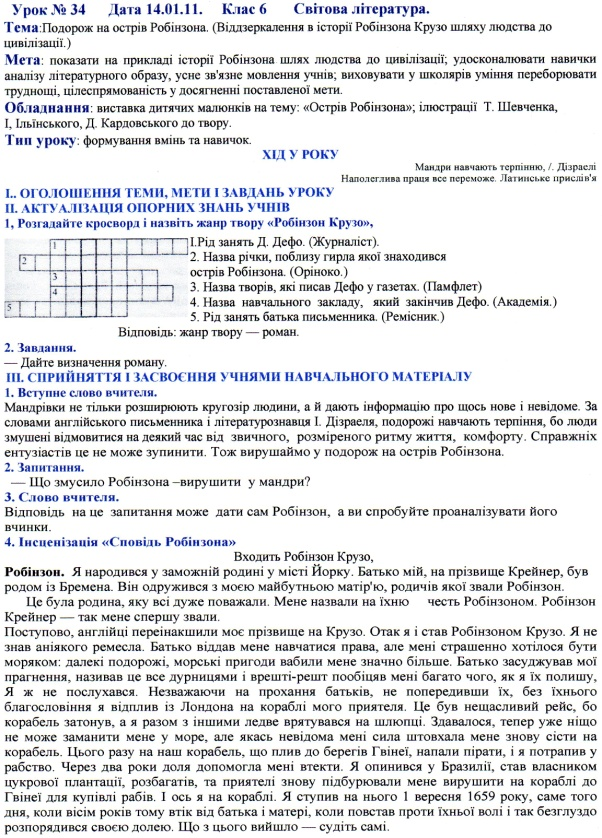 Урок № 34 Дата 14.01.11. Клас 6 Світова література.
Тема:Подорож на острів Робінзона. (Віддзеркалення в історії Робінзона Крузо шляху людства до
цивілізації.)
Мета: показати на прикладі історії Робінзона шлях людства до цивілізації; удосконалювати навички
аналізу літературного образу, усне зв'язне мовлення учнів; виховувати у школярів уміння переборювати
труднощі, цілеспрямованість у досягненні поставленої мети.
Обладнання: виставка дитячих малюнків на тему: «Острів Робінзона»; ілюстрації Т. Шевченка,
І, Ільїнського, Д. Кардовського до твору.
Тип уроку: формування вмінь та навичок.
ХІД У РОКУ
Мандри навчають терпінню, /. Дізраелі
Наполеглива праця все переможе. Латинське прислів'я
І.. ОГОЛОШЕННЯ ТЕМИ, МЕТИ І ЗАВДАНЬ УРОКУ
ІІ. АКТУАЛІЗАЦІЯ ОПОРНИХ ЗНАНЬ УЧНІВ
1, Розгадайте кросворд і назвіть жанр твору «Робінзон Крузо»,
1
2
3
4
5
І.Рід занять Д. Дефо. (Журналіст).
2. Назва річки, поблизу гирла якої знаходився
острів Робінзона. (Оріноко.)
3. Назва творів, які писав Дефо у газетах. (Памфлет)
4. Назва навчального закладу, який закінчив Дефо. (Академія.)
5. Рід занять батька письменника. (Ремісник.)
Відповідь: жанр твору — роман.
2. Завдання.
— Дайте визначення роману.
ІІІ. СПРИЙНЯТТЯ І ЗАСВОЄННЯ УЧНЯМИ НАВЧАЛЬНОГО МАТЕРІАЛУ
1. Вступне слово вчителя.
Мандрівки не тільки розширюють кругозір людини, а й дають інформацію про щось нове і невідоме. За
словами англійського письменника і літературознавця І. Дізраеля, подорожі навчають терпіння, бо люди
змушені відмовитися на деякий час від звичного, розміреного ритму життя, комфорту. Справжніх
ентузіастів це не може зупинити. Тож вирушаймо у подорож на острів Робінзона.
2. Запитання.
— Що змусило Робінзона –вирушити у мандри?
3. Слово вчителя.
Відповідь на це запитання може дати сам Робінзон, а ви спробуйте проаналізувати його
вчинки.
4. Інсценізація «Сповідь Робінзона»
Входить Робінзон Крузо,
Робінзон. Я народився у заможній родині у місті Йорку. Батько мій, на прізвище Крейнер, був
родом із Бремена. Він одружився з моєю майбутньою матір'ю, родичів якої звали Робінзон.
Це була родина, яку всі дуже поважали. Мене назвали на їхню честь Робінзоном. Робінзон
Крейнер — так мене спершу звали.
Поступово, англійці переінакшили моє прізвище на Крузо. Отак я і став Робінзоном Крузо. Я не
знав аніякого ремесла. Батько віддав мене навчатися права, але мені страшенно хотілося бути
моряком: далекі подорожі, морські пригоди вабили мене значно більше. Батько засуджував мої
прагнення, називав це все дурницями і врешті-решт пообіцяв мені багато чого, як я їх полишу,
Я ж не послухався. Незважаючи на прохання батьків, не попередивши їх, без їхнього
благословіння я відплив із Лондона на кораблі мого приятеля. Це був нещасливий рейс, бо
корабель затонув, а я разом з іншими ледве врятувався на шлюпці. Здавалося, тепер уже ніщо
не може заманити мене у море, але якась невідома мені сила штовхала мене знову сісти на
корабель. Цього разу на наш корабель, що плив до берегів Гвінеї, напали пірати, і я потрапив у
рабство. Через два роки доля допомогла мені втекти. Я опинився у Бразилії, став власником
цукрової плантації, розбагатів, та приятелі знову підбурювали мене вирушити на кораблі до
Гвінеї для купівлі рабів. І ось я на кораблі. Я ступив на нього 1 вересня 1659 року, саме того
дня, коли вісім років тому втік від батька і матері, коли повстав проти їхньої волі і так безглуздо
розпорядився своєю долею. Що з цього вийшло — судіть самі.